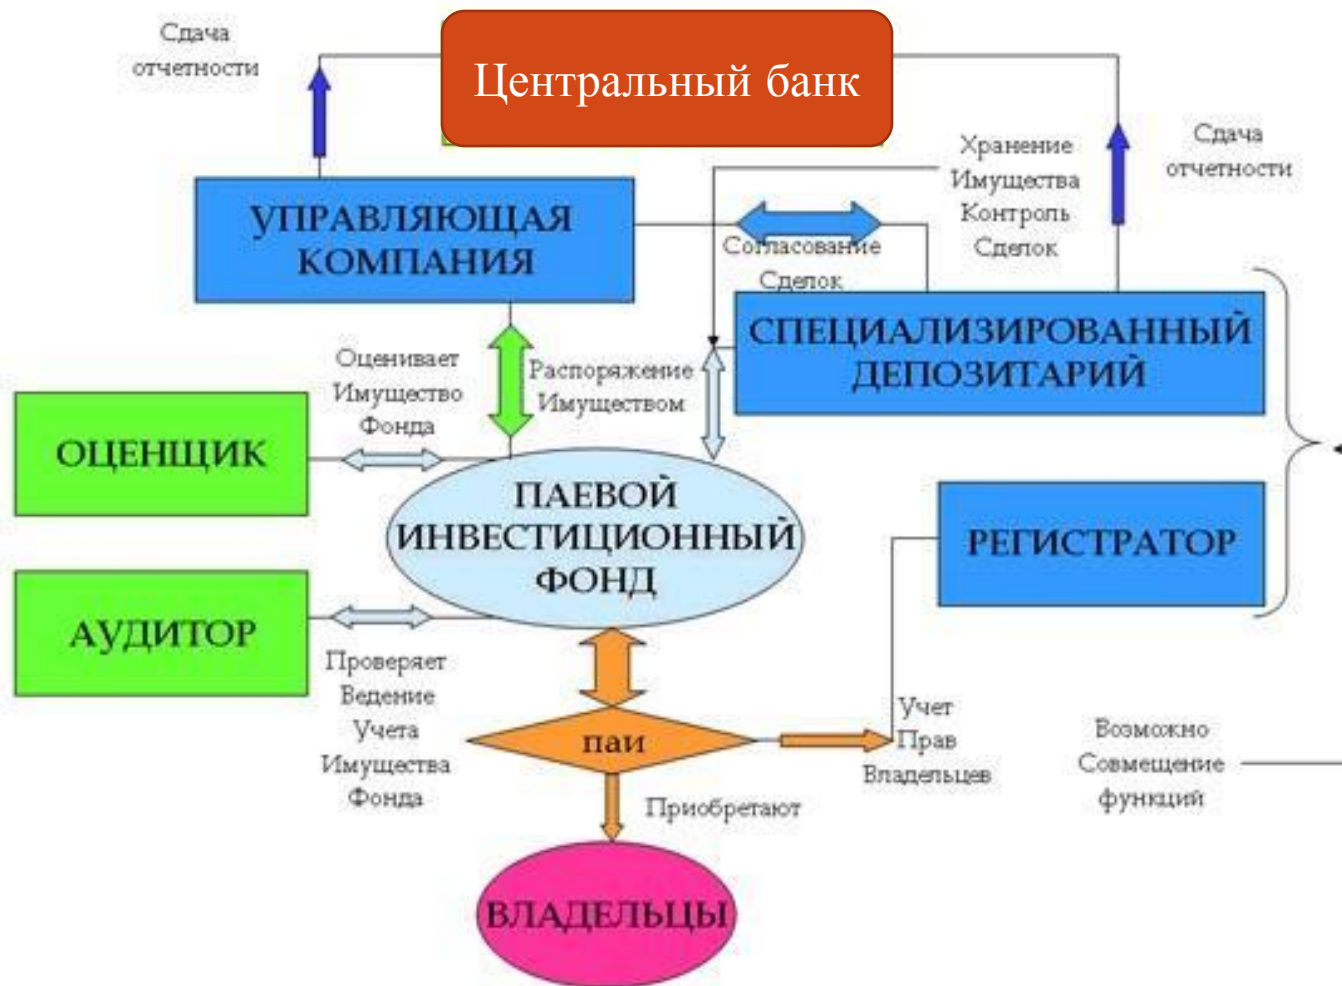 Сдача
отчетности
Центральный банк
Сдача
отчетности
Хранение
Имущества
Контроль
Сделок
УПРАВЛЯЮЩАЯ
КОМПАНИЯ
Согласование
Сделок
СПЕЦИАЛИЗИРОВАННЫЙ
ДЕПОЗИТАРИЙ
Оценивает
Имущество
Фонда
Распоряжение
Имуществом
ОЦЕНЩИК
ПАЕВОЙ
ИНВЕСТИЦИОННЫЙ
ФОНД
РЕГИСТРАТОР
АУДИТОР
Проверяет
Ведение
Учета
Имущества
Фонда
паи
Учет
Прав
Владельцев
Возможно
Совмещение
функций
Приобретают
ВЛАДЕЛЬЦЫ